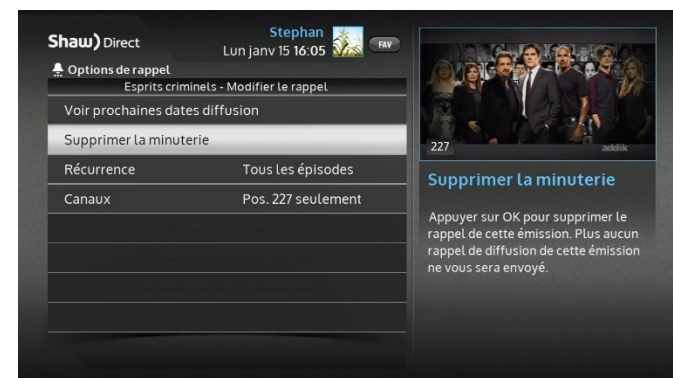 Shaw) Direct
Stephan
Lun janv 15 16:05
FAV
Options de rappel
Esprits criminels - Modifier le rappel
Voir prochaines dates diffusion
Supprimer la minuterie
Récurrence Tous les épisodes
Canaux Pos. 227 seulement
227
addik
Supprimer la minuterie
Appuyer sur OK pour supprimer le
rappel de cette émission. Plus aucun
rappel de diffusion de cette émission
ne vous sera envoyé.